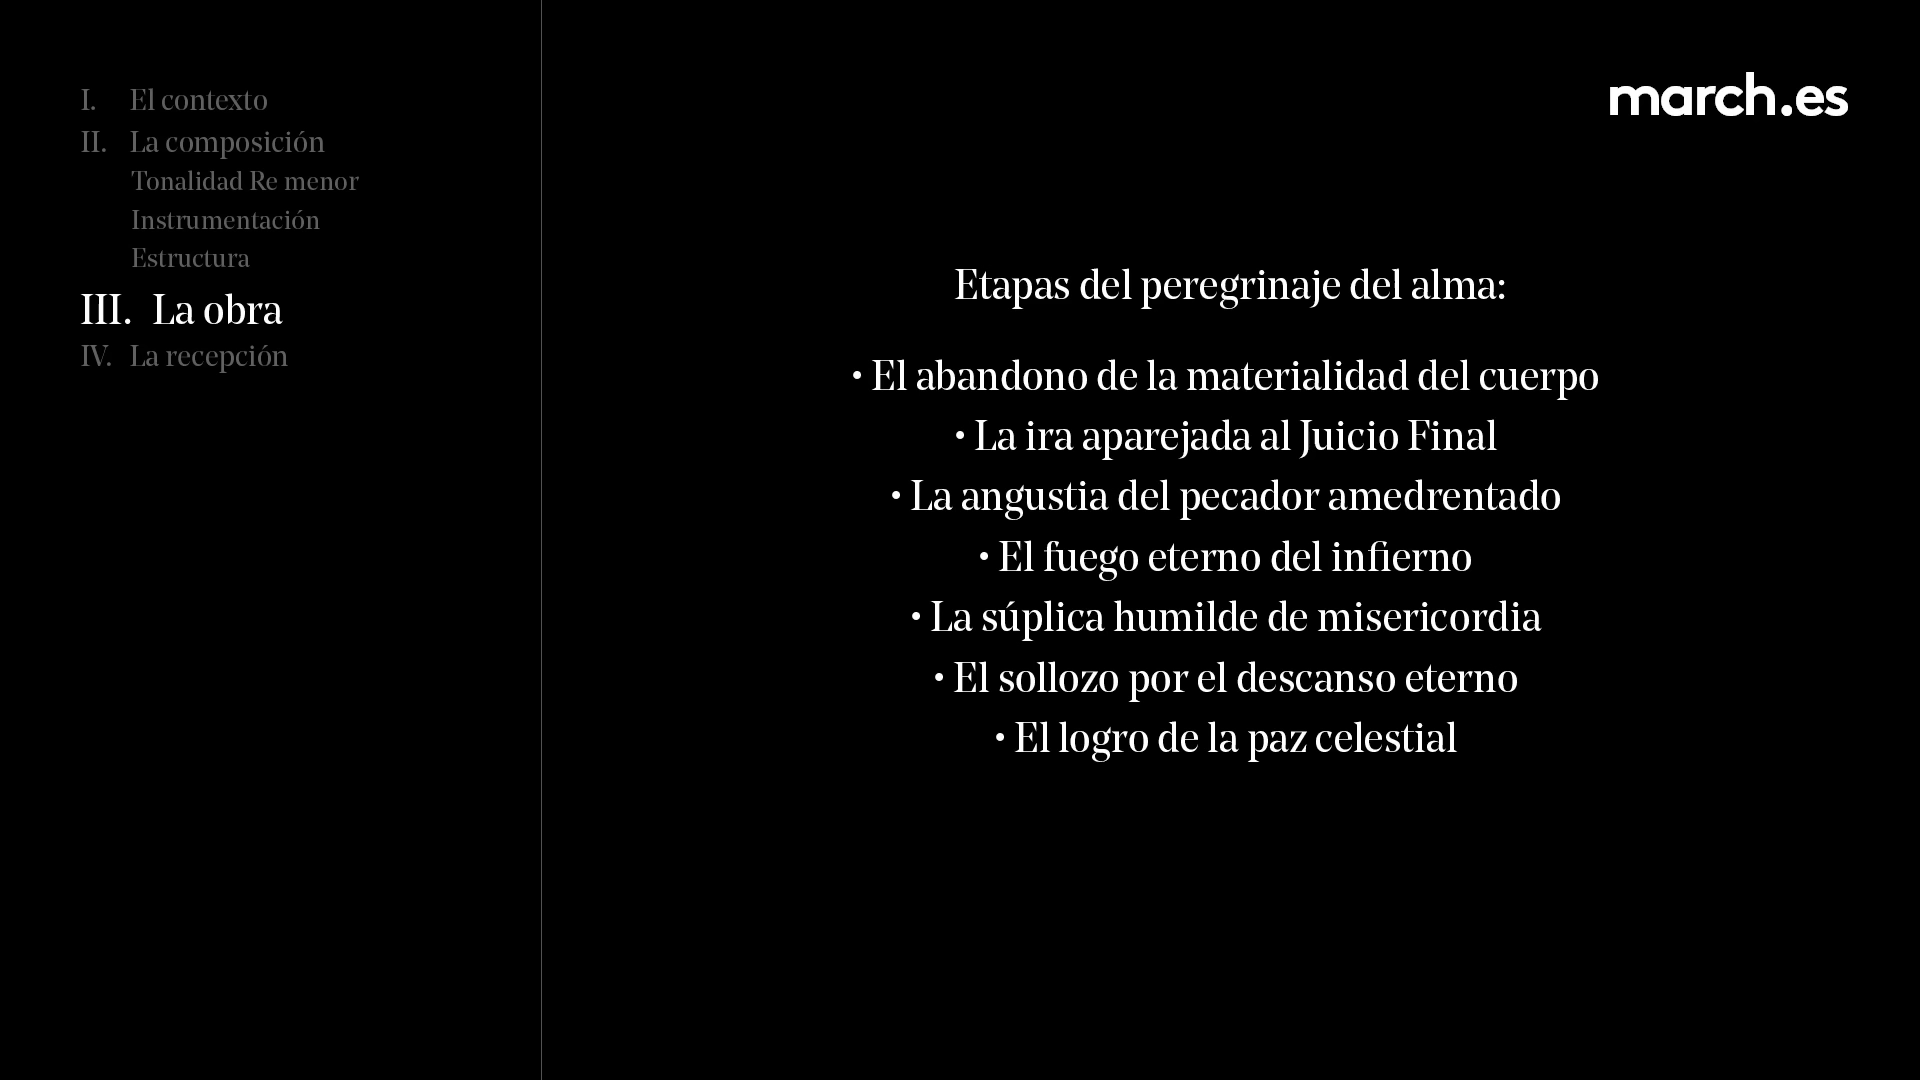 I. El contexto
II. La composición
Tonalidad Re menor
Instrumentación
Estructura
III. La obra
IV. La recepción
march.es
Etapas del peregrinaje del alma:
• El abandono de la materialidad del cuerpo
• La ira aparejada al Juicio Final
• La angustia del pecador amedrentado
• El fuego eterno del infierno
• La súplica humilde de misericordia
• El sollozo por el descanso eterno
• El logro de la paz celestial